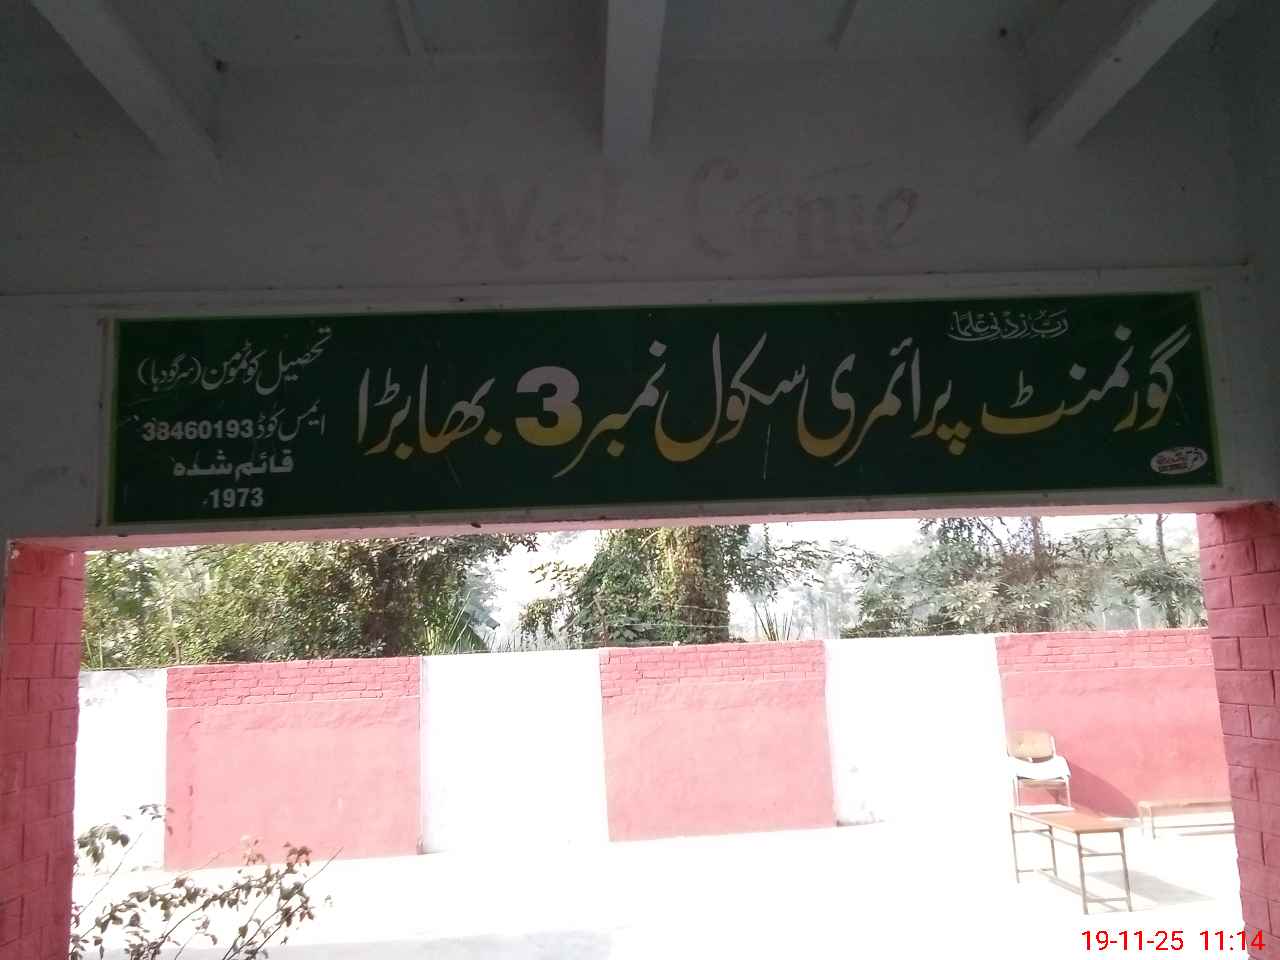 Wel Come
رَبِّ زِدْنِی عِلْمًا
گورنمنٹ پرائمری سکول نمبر 3 بھابڑا
تحصیل کوٹمومن (سرگودہا)
ایمس کوڈ 38460193
قائم شدہ
1973
19-11-25 11:14